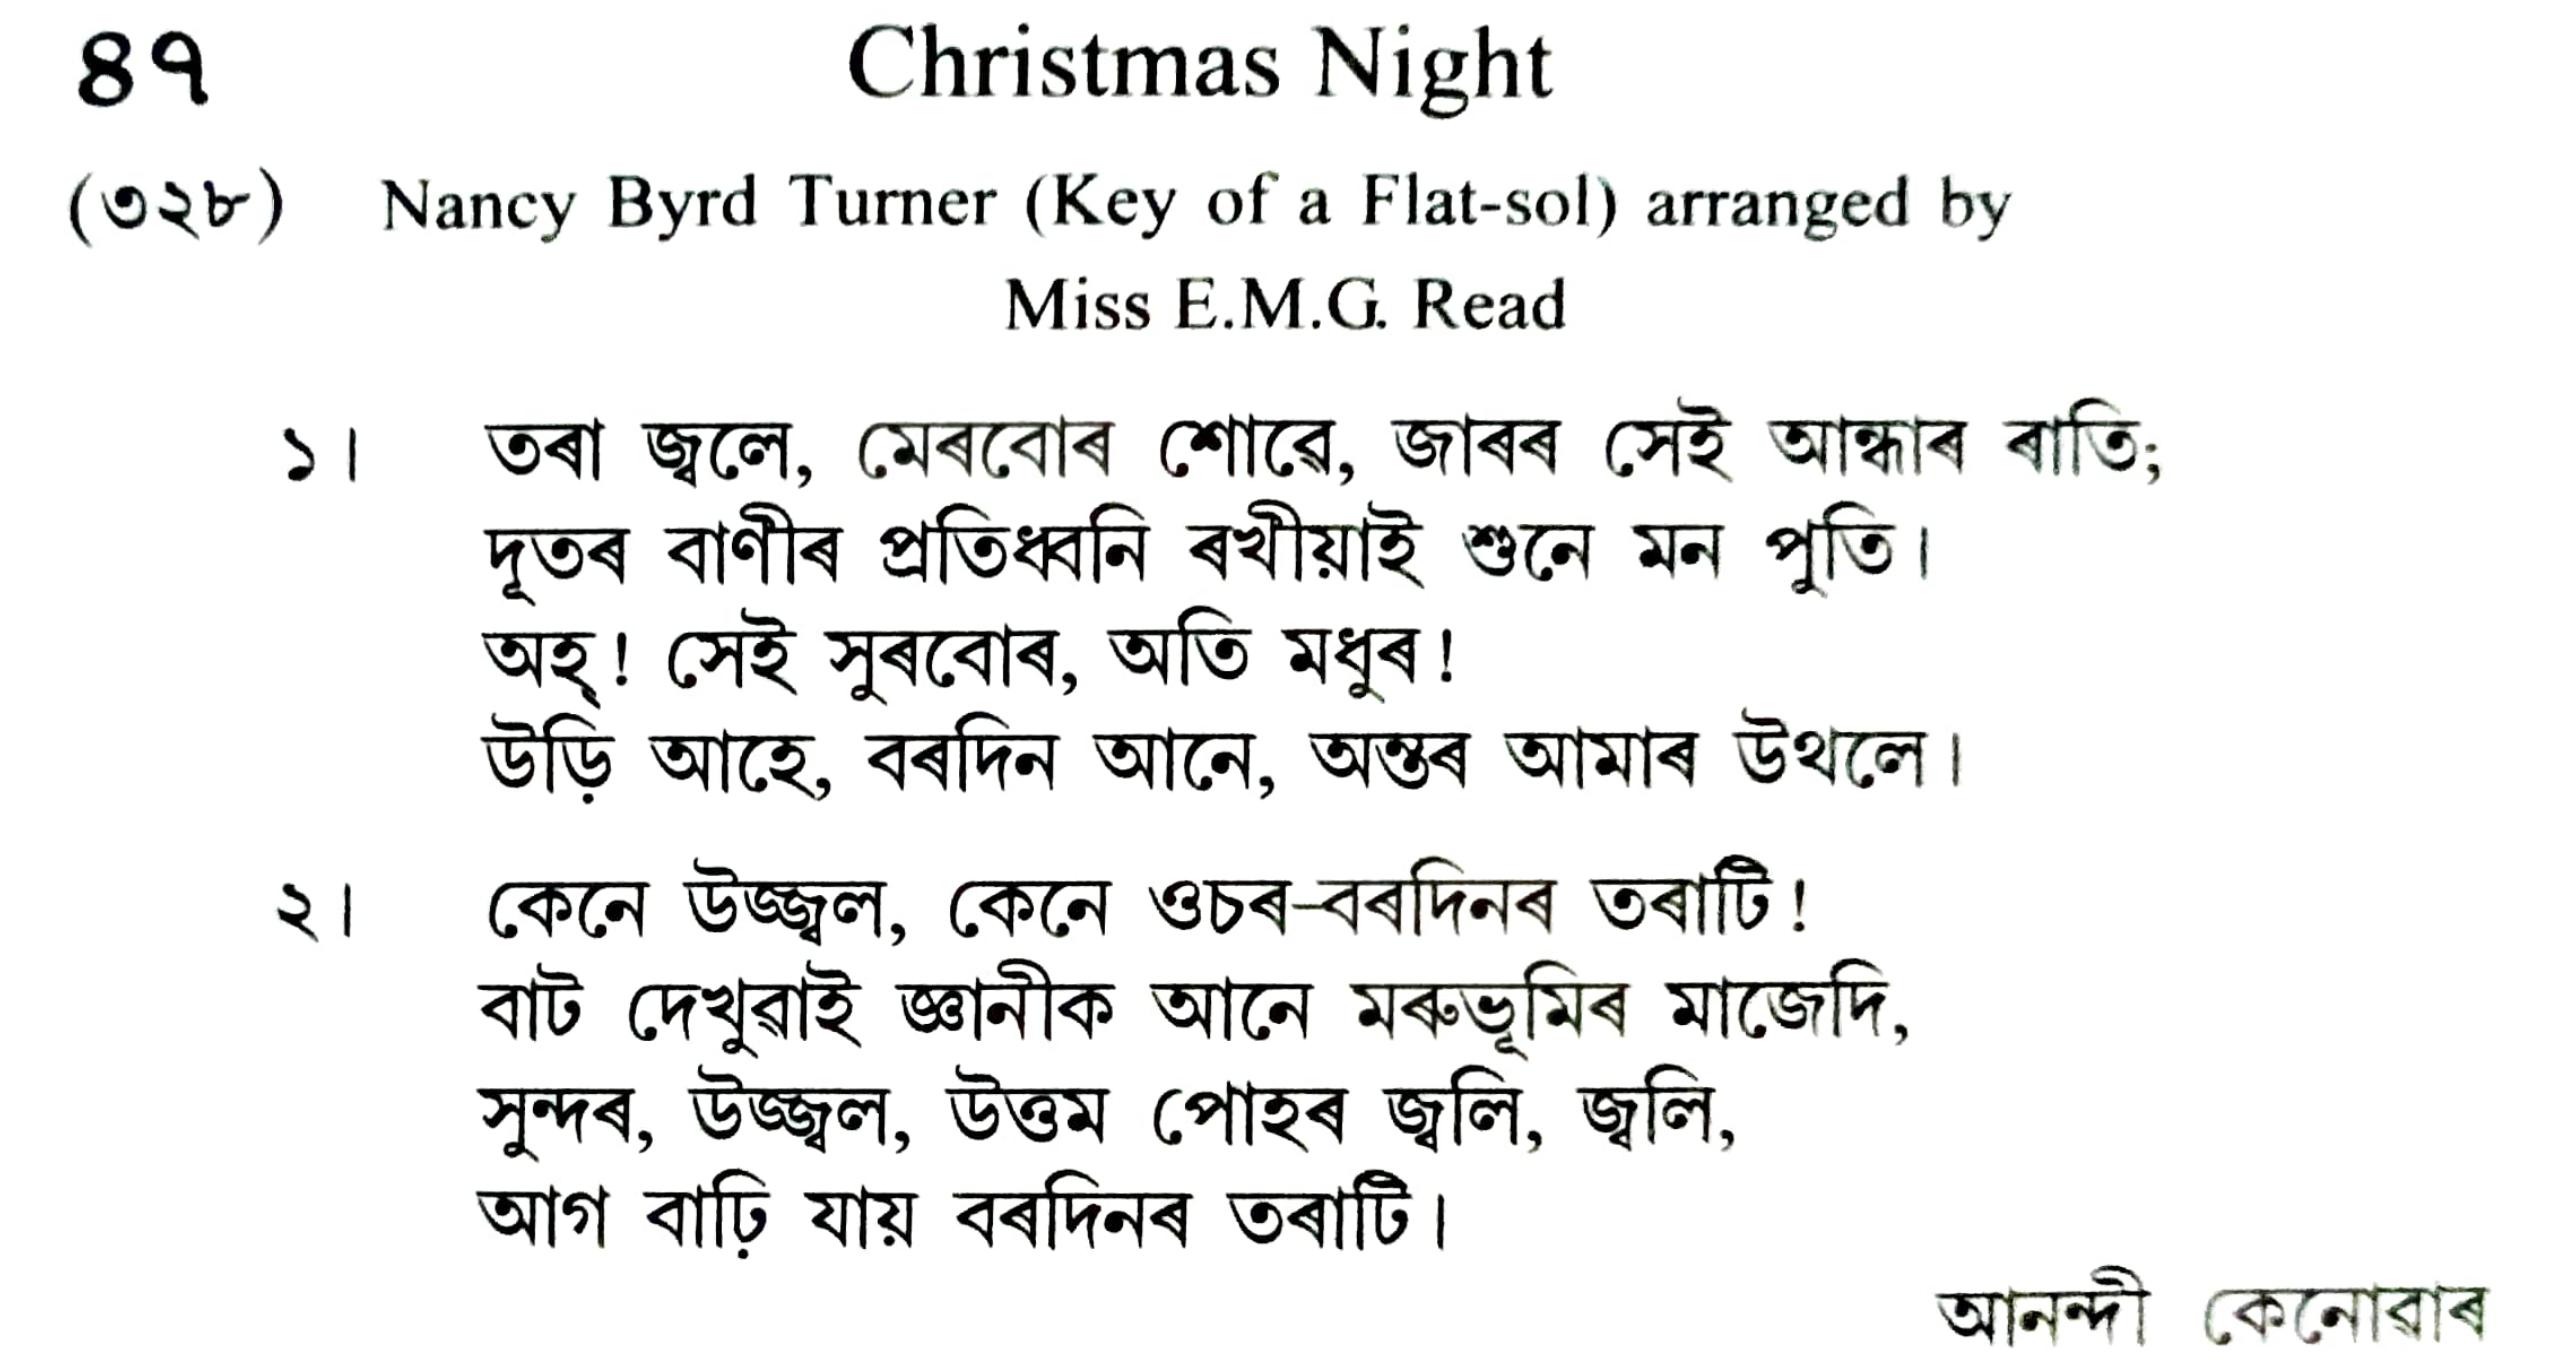 ৪৭ Christmas Night
(৩২৮) Nancy Byrd Turner (Key of a Flat-sol) arranged by
Miss E.M.G. Read
১। তৰা জ্বলে, মেৰবোৰ শোৱে, জাৰৰ সেই আন্ধাৰ ৰাতি;
দূতৰ বাণীৰ প্ৰতিধ্বনি ৰখীয়াই শুনে মন পুতি।
অহ্! সেই সুৰবোৰ, অতি মধুৰ!
উড়ি আহে, বৰদিন আনে, অন্তৰ আমাৰ উথলে।
২। কেনে উজ্জ্বল, কেনে ওচৰ–বৰদিনৰ তৰাটি!
বাট দেখুৱাই জ্ঞানীক আনে মৰুভূমিৰ মাজেদি,
সুন্দৰ, উজ্জ্বল, উত্তম পোহৰ জ্বলি, জ্বলি,
আগ বাঢ়ি যায় বৰদিনৰ তৰাটি।
আনন্দী কেনোৱাৰ